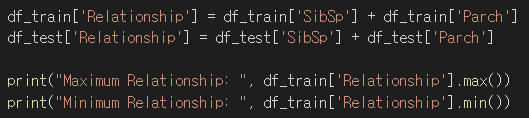 df_train['Relationship'] = df_train['SibSp'] + df_train['Parch']
df_test['Relationship'] = df_test['SibSp'] + df_test['Parch']
print("Maximum Relationship: ", df_train['Relationship'].max())
print("Minimum Relationship: ", df_train['Relationship'].min())